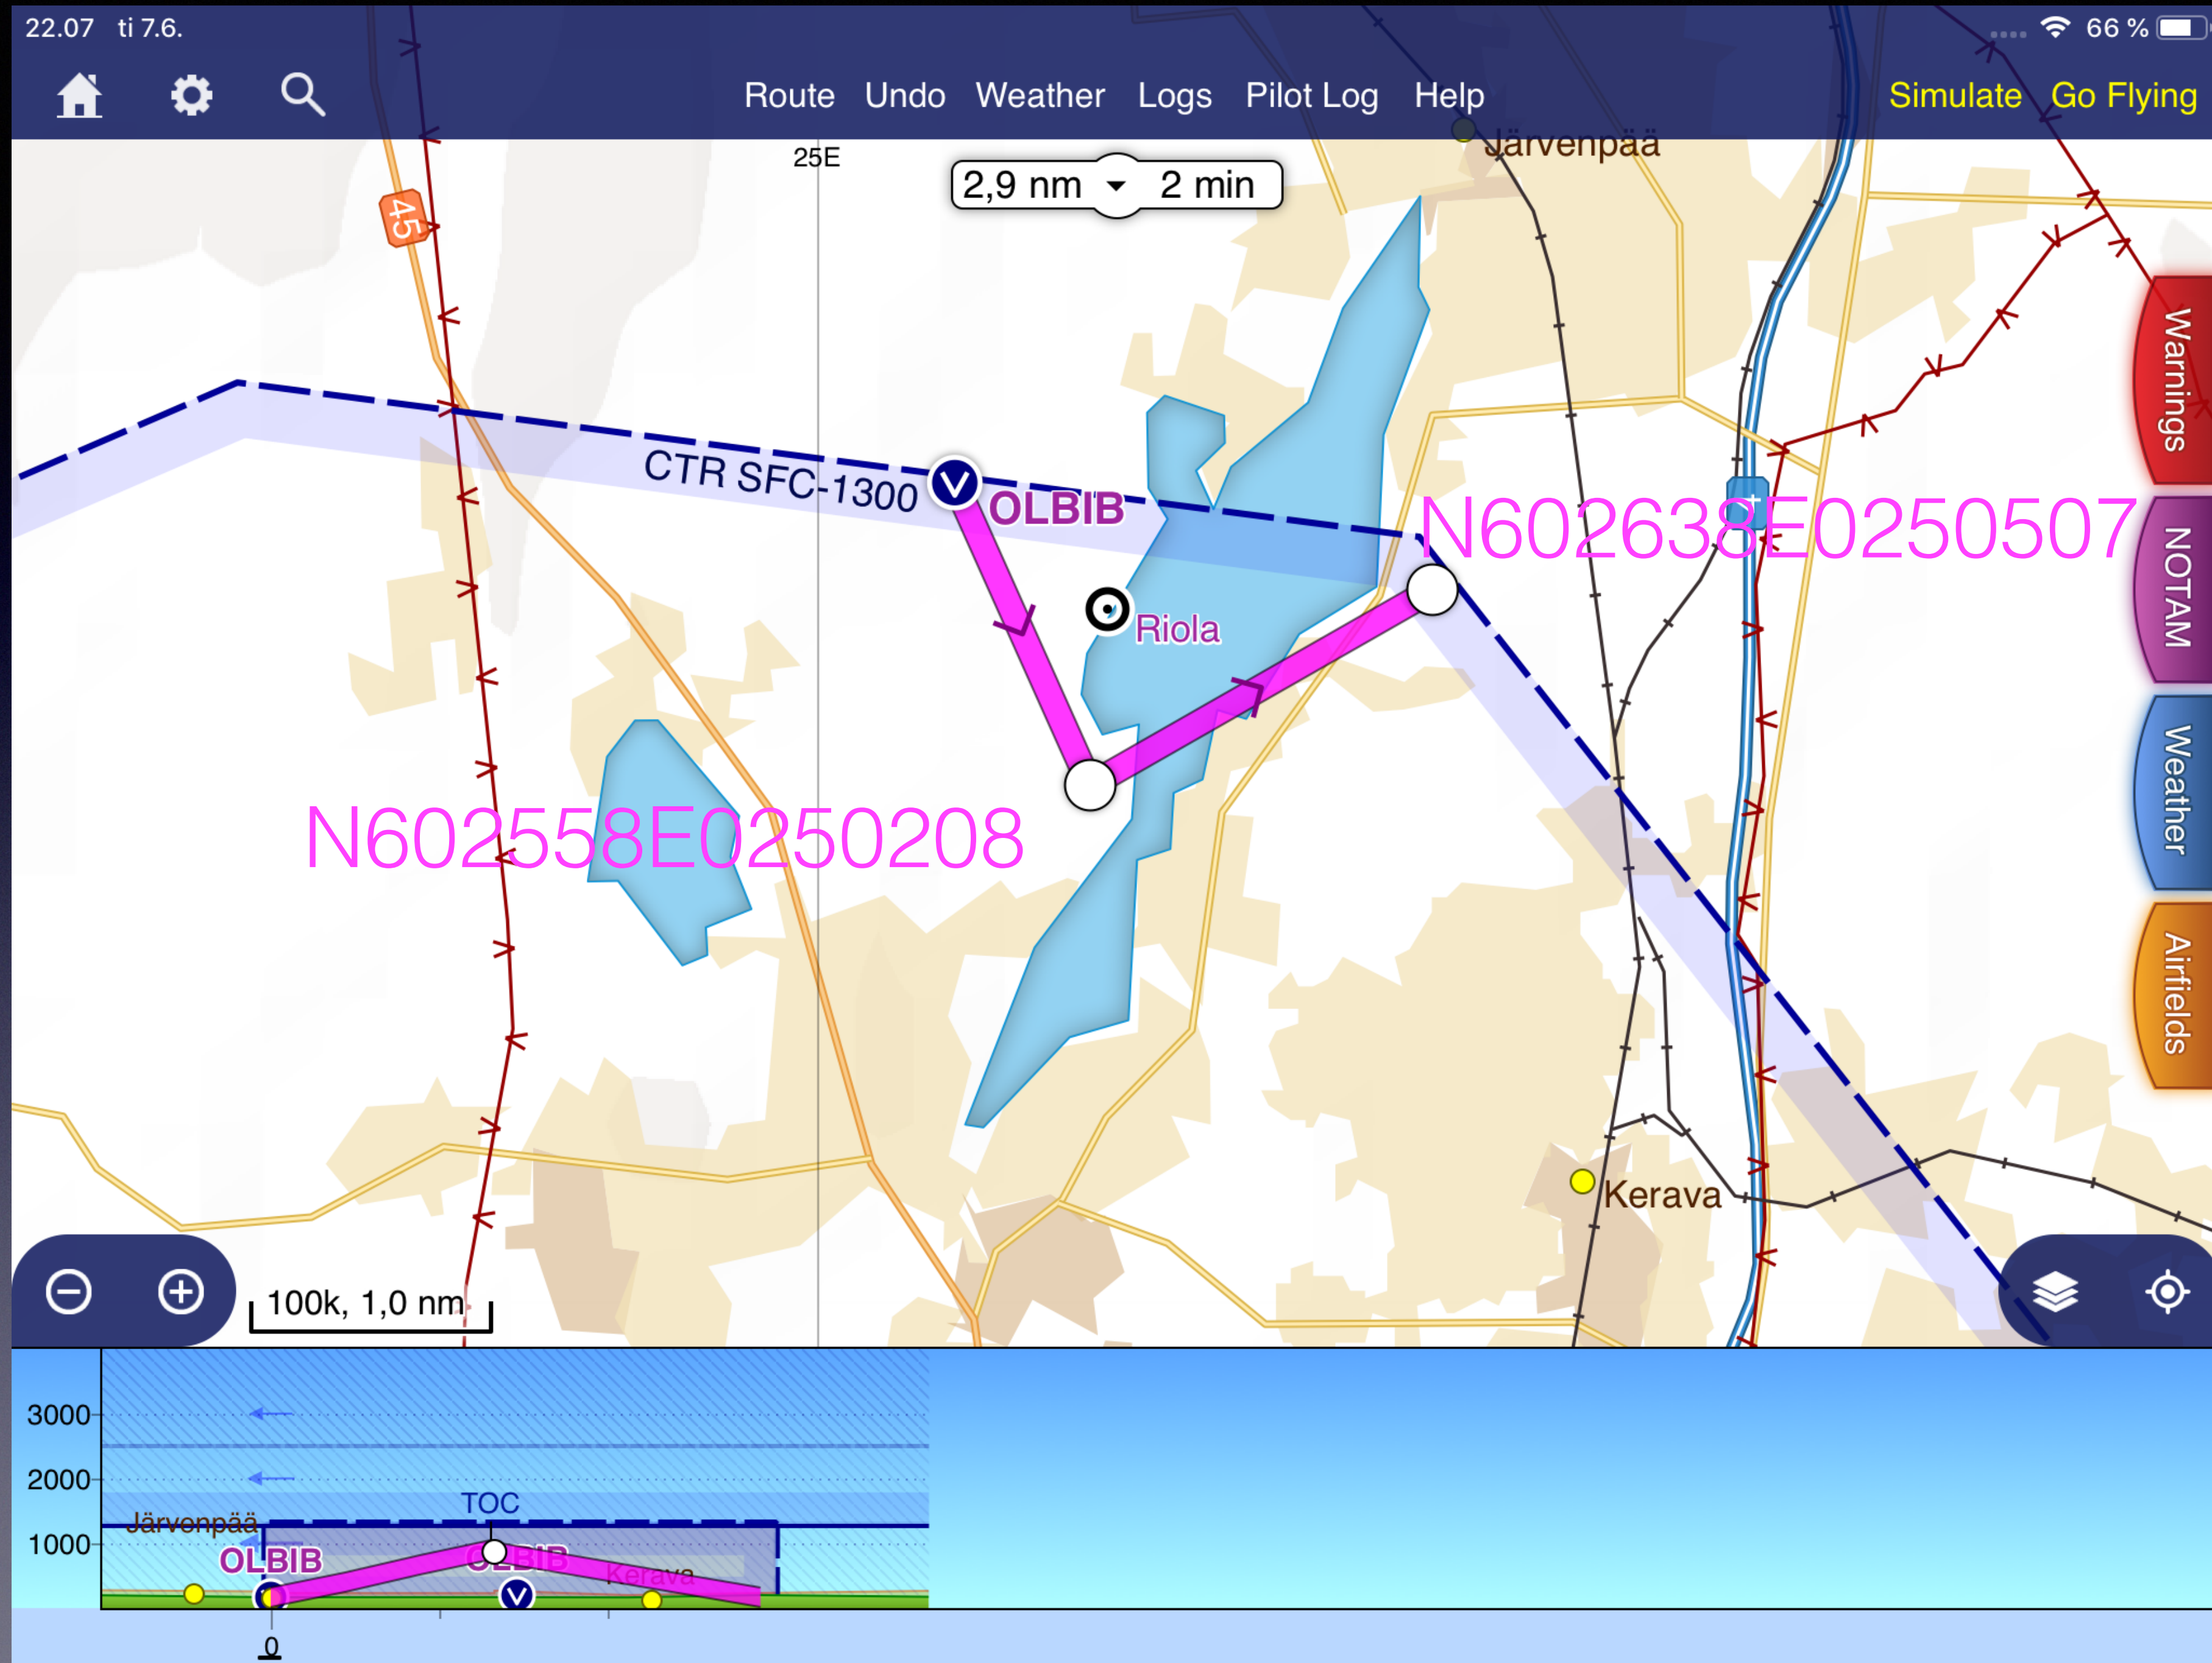 22.07 ti 7.6.
66 %
Route Undo Weather Logs Pilot Log Help
Simulate Go Flying
Järvenpää
25E
2,9 nm 2 min
45
Warnings
CTR SFC-1300
OLBIB
N602638E0250507
4
NOTAM
Riola
Weather
N602558E0250208
Airfields
Kerava
100k, 1,0 nm
3000
2000
TOC
Järvenpää
1000
OLBIB
OLBIB
Kerava
0